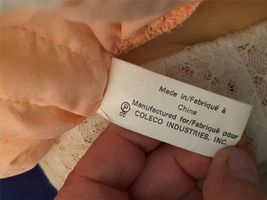 Made in/Fabriqué à
China
Manufactured for/Fabriqué pour
COLECO INDUSTRIES, INC.